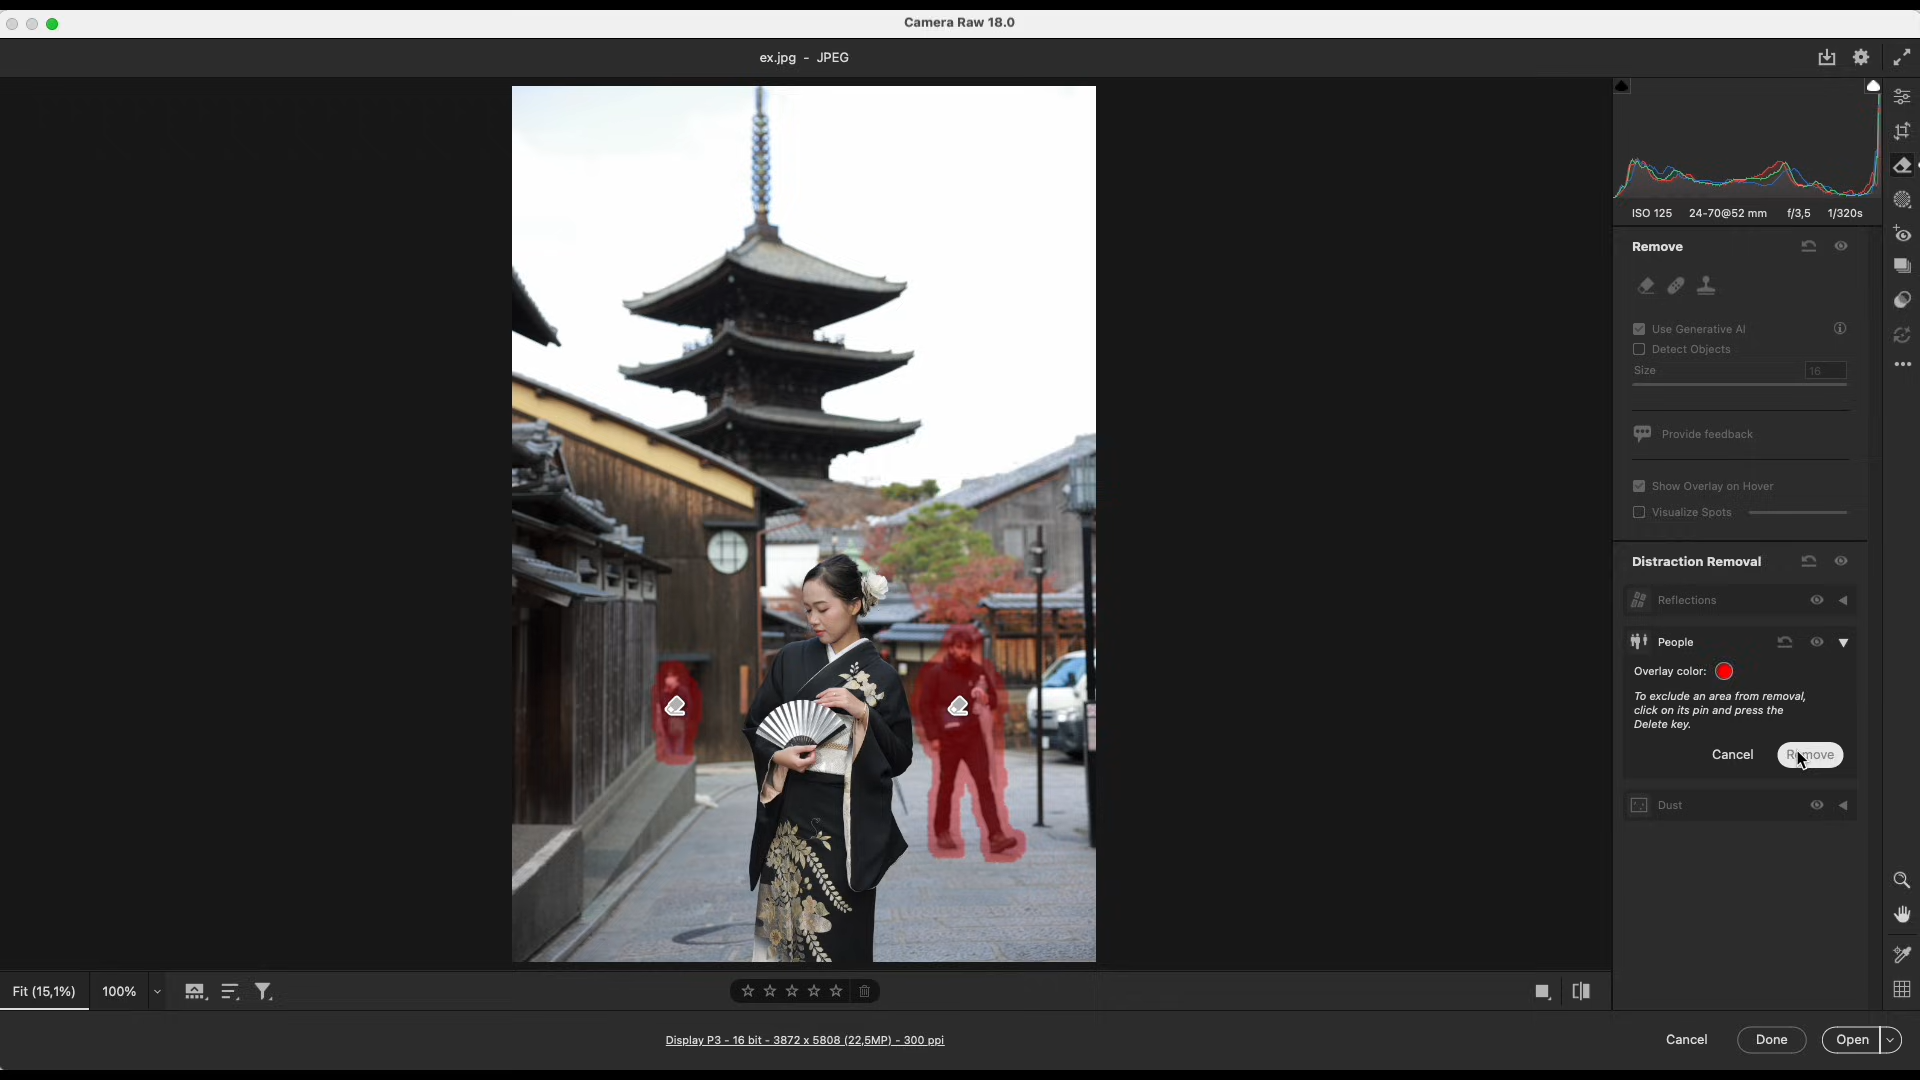 Camera Raw 18.0
ex.jpg - JPEG
ISO 125 24-70@52 mm f/3,5 1/320s
Remove
Use Generative AI
Detect Objects
Size 16
Provide feedback
Show Overlay on Hover
Visualize Spots
Distraction Removal
Reflections
People
Overlay color:
To exclude an area from removal,
click on its pin and press the
Delete key.
Cancel Remove
Dust
Fit (15,1%) 100%
Display P3 - 16 bit - 3872 x 5808 (22,5MP) - 300 ppi
Cancel Done Open